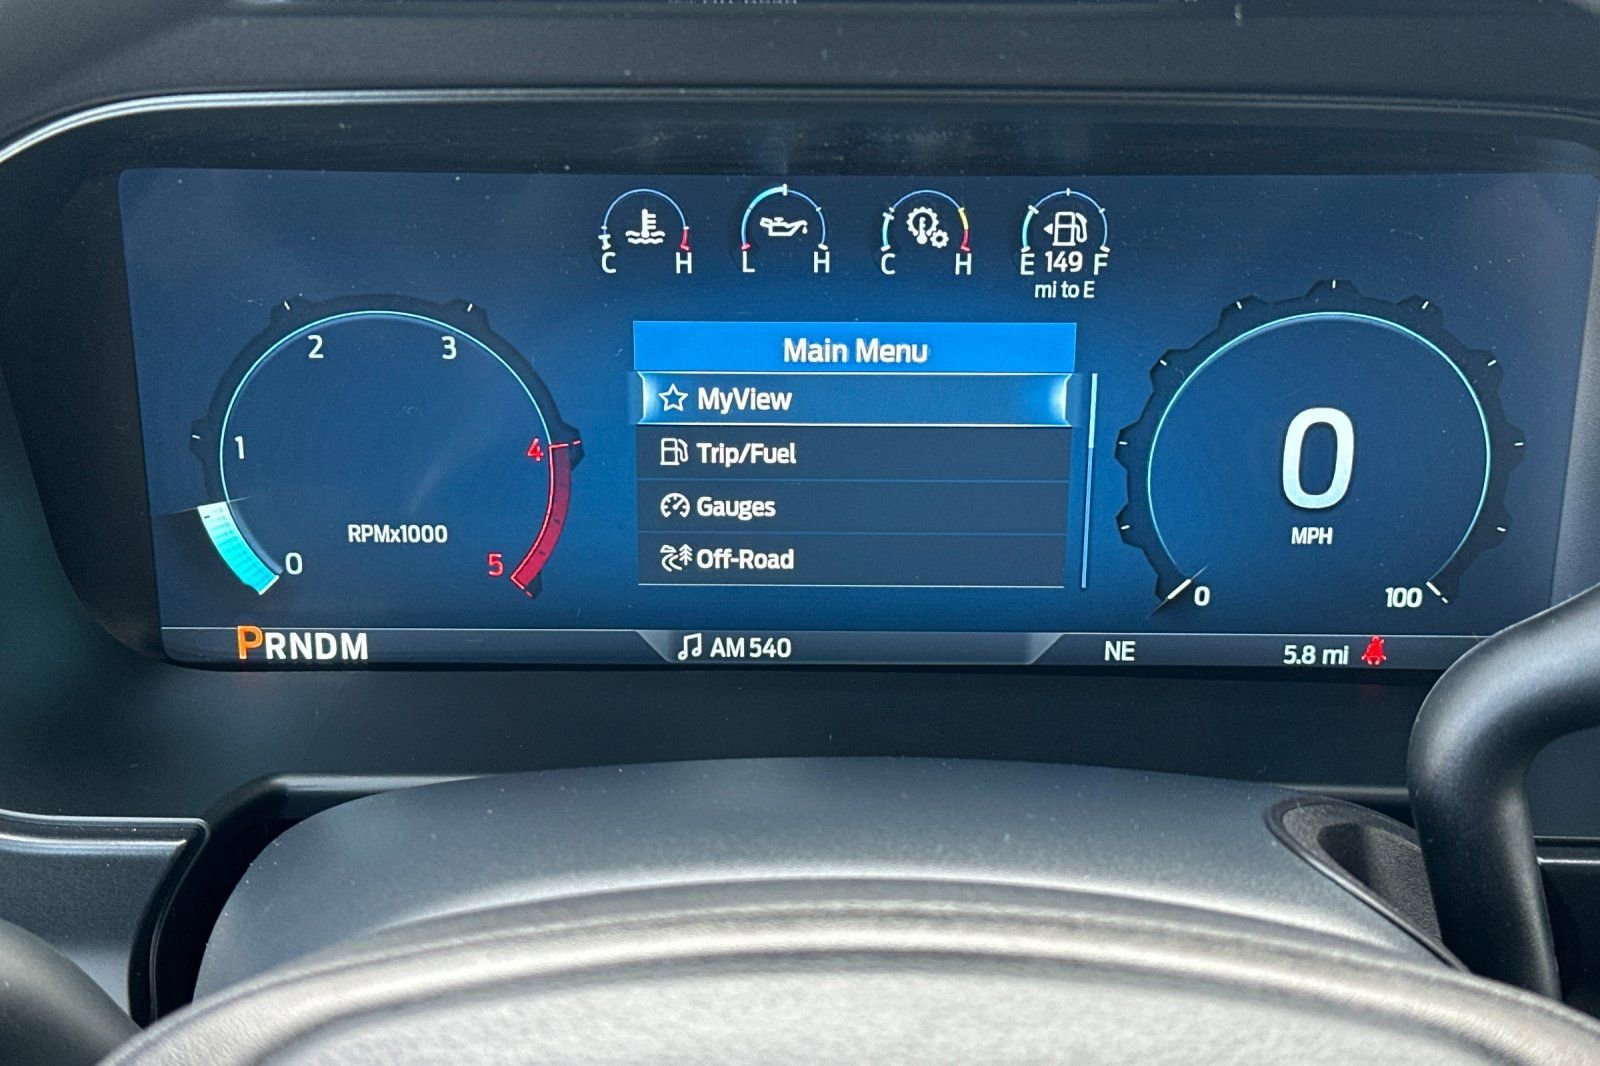 C H L H C H E 149 F
mi to E
Main Menu
MyView
Trip/Fuel
Gauges
Off-Road
0 1 2 3 4 5
RPMx1000
0
MPH
0 100
PRNDM
AM 540
NE
5.8 mi